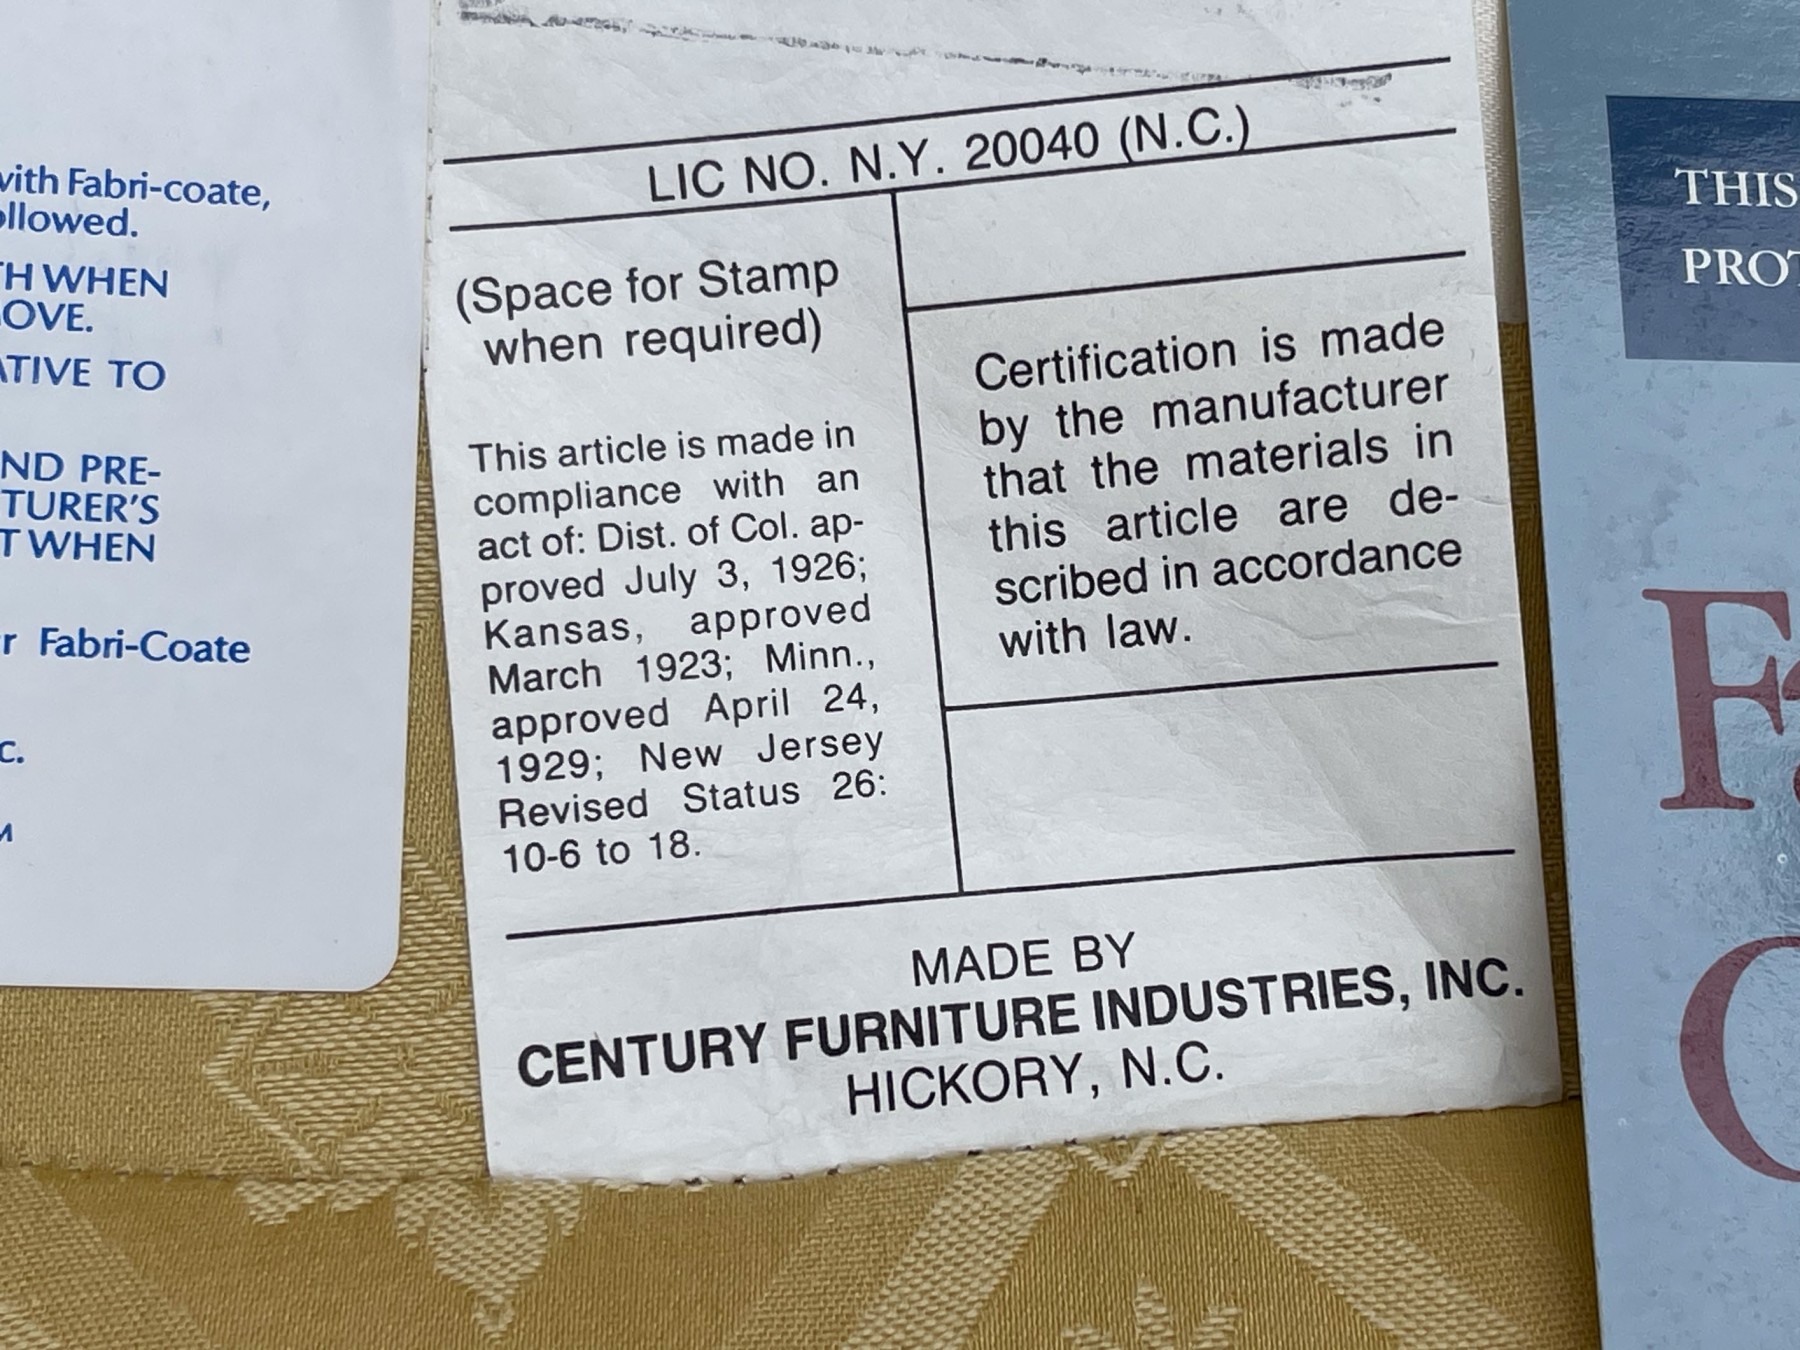 with Fabri-coate,
ollowed.
H WHEN
OVE.
ATIVE TO
ND PRE-
TURER'S
T WHEN
r Fabri-Coate
c.
LIC NO. N.Y. 20040 (N.C.)
(Space for Stamp
when required)
This article is made in
compliance with an
act of: Dist. of Col. ap-
proved July 3, 1926;
Kansas, approved
March 1923; Minn.,
approved April 24,
1929; New Jersey
Revised Status 26:
10-6 to 18.
Certification is made
by the manufacturer
that the materials in
this article are de-
scribed in accordance
with law.
MADE BY
CENTURY FURNITURE INDUSTRIES, INC.
HICKORY, N.C.
THIS
PROT